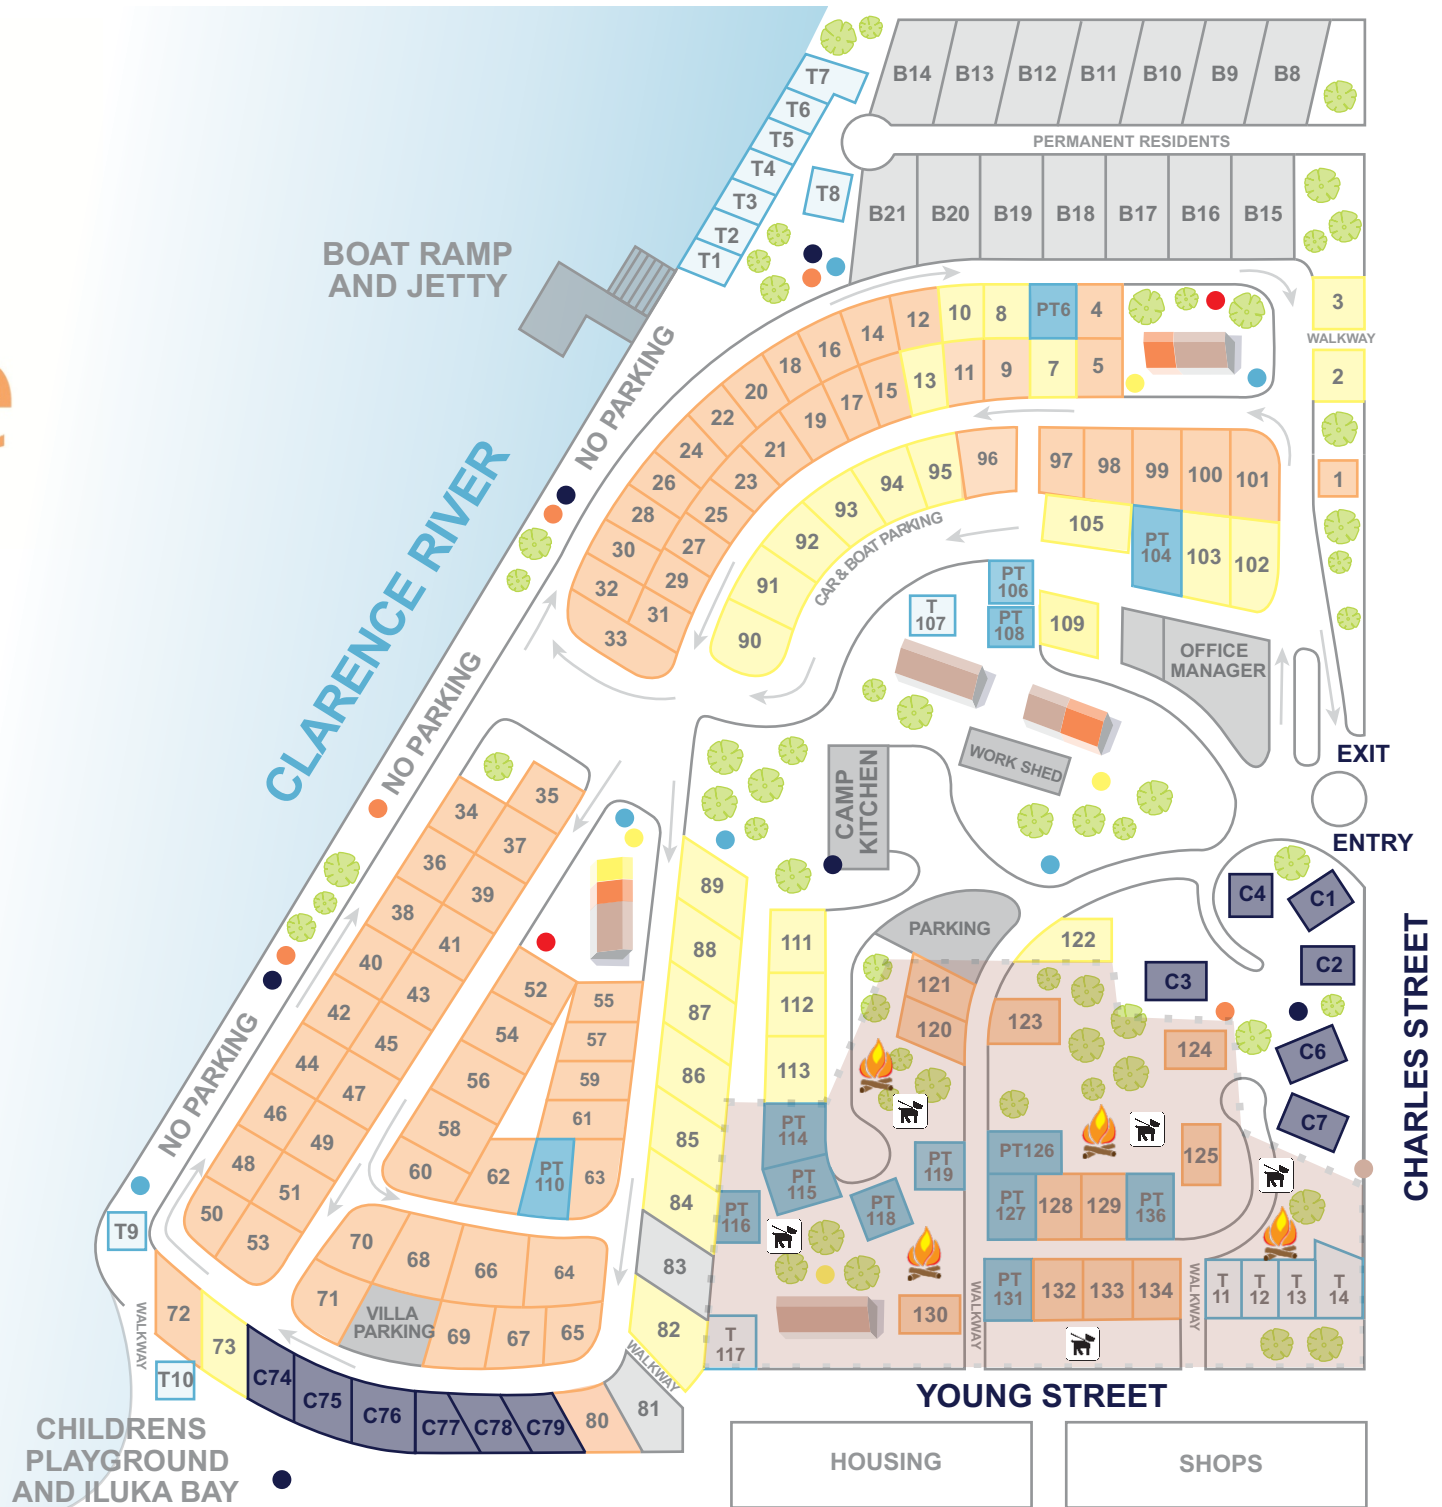 B14
B13
B12
B11
B10
B9
B8
PERMANENT RESIDENTS
B21
B20
B19
B18
B17
B16
B15
T7
T6
T5
T4
T3
T2
T1
T8
BOAT RAMP
AND JETTY
CLARENCE RIVER
NO PARKING
NO PARKING
NO PARKING
3
WALKWAY
2
1
12
10
8
PT6
4
14
16
18
20
22
24
26
28
30
32
33
13
11
9
7
5
15
17
19
21
23
25
27
29
31
96
95
94
93
92
91
90
CAR & BOAT PARKING
97
98
99
100
101
105
PT
104
103
102
PT
106
T
107
PT
108
109
OFFICE
MANAGER
WORK SHED
CAMP
KITCHEN
EXIT
ENTRY
CHARLES STREET
35
34
37
36
39
38
41
40
43
42
45
44
47
46
49
48
51
50
53
52
55
54
57
56
59
58
61
60
62
PT
110
63
70
68
66
64
71
VILLA
PARKING
69
67
65
89
88
87
86
85
84
83
82
WALKWAY
81
80
111
112
113
PT
114
PT
115
PT
116
T
117
PT
118
PT
119
PARKING
121
120
122
123
124
125
PT126
PT
127
128
129
PT
136
130
WALKWAY
PT
131
132
133
134
WALKWAY
T
11
T
12
T
13
T
14
C4
C1
C2
C3
C6
C7
T9
WALKWAY
72
73
T10
C74
C75
C76
C77
C78
C79
YOUNG STREET
HOUSING
SHOPS
CHILDRENS
PLAYGROUND
AND ILUKA BAY